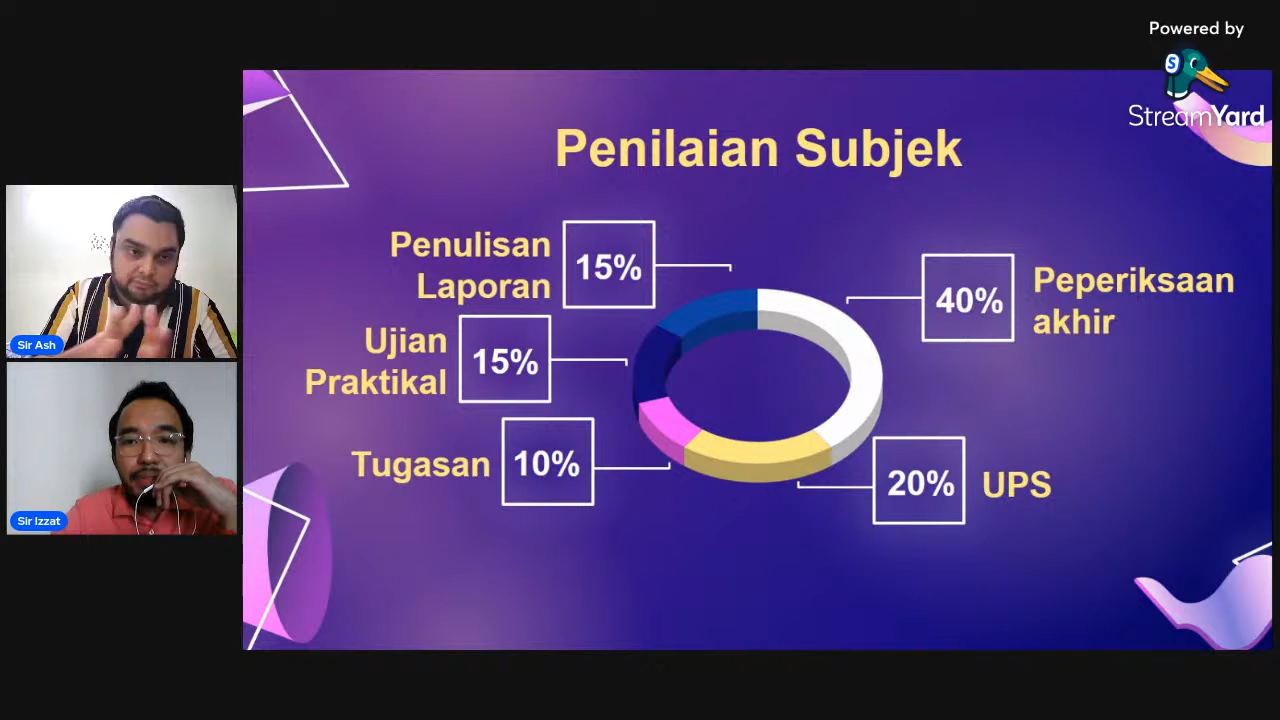 Powered by
StreamYard
Penilaian Subjek
Penulisan
Laporan
15%
Ujian
Praktikal
15%
Tugasan
10%
40%
Peperiksaan
akhir
20%
UPS
Sir Ash
Sir Izzat